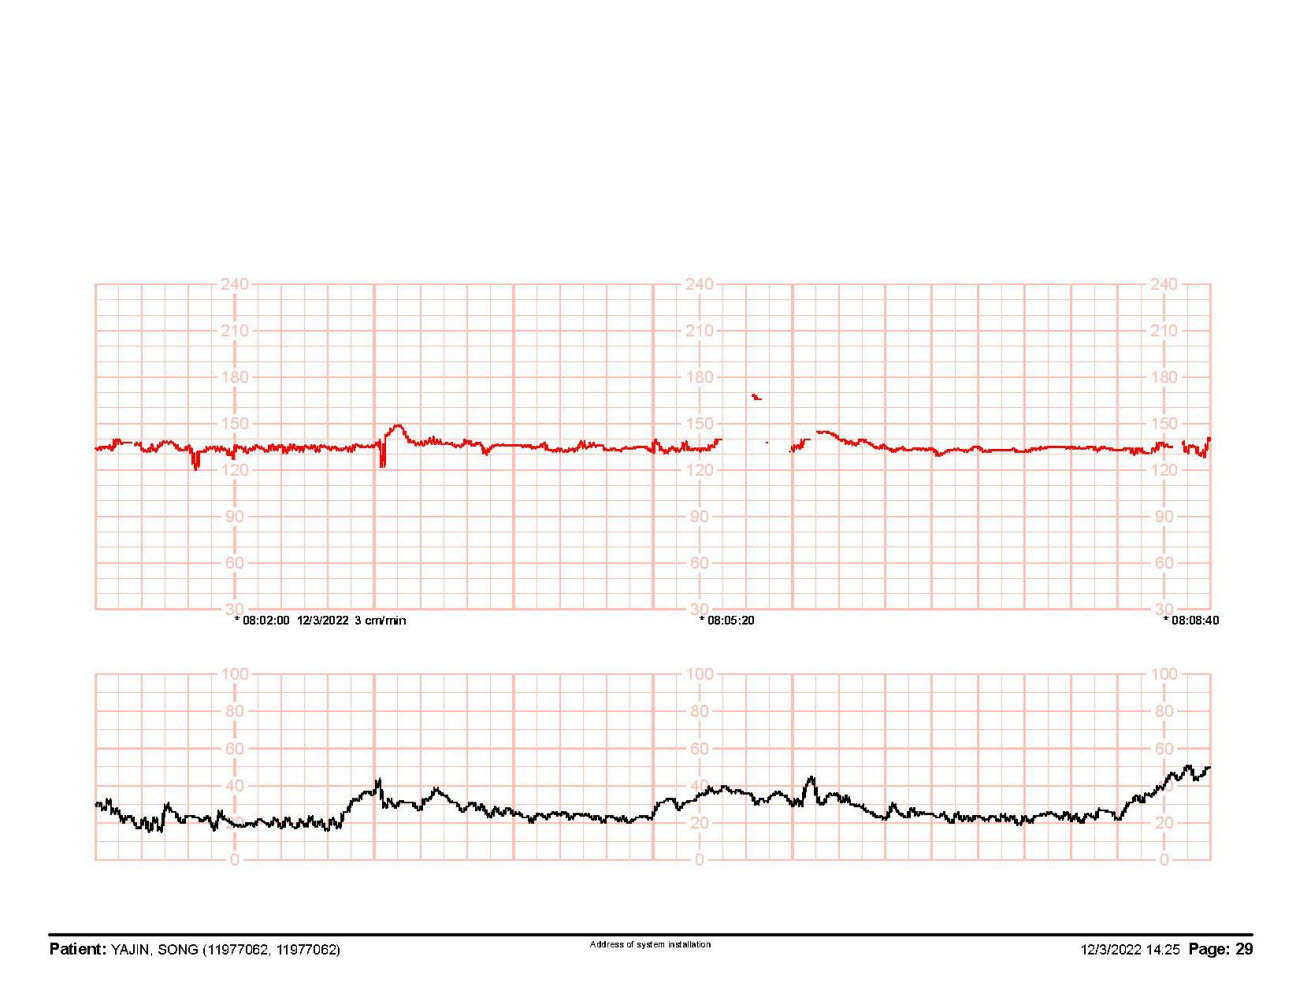 240 240 240
210 210 210
180 180 180
150 150 150
120 120 120
90 90 90
60 60 60
30 30 30
* 08:02:00 12/3/2022 3 cm/min * 08:05:20 * 08:08:40
100 100 100
80 80 80
60 60 60
40 40 40
20 20 20
0 0 0
Patient: YAJIN, SONG (11977062, 11977062) Address of system installation 12/3/2022 14:25 Page: 29